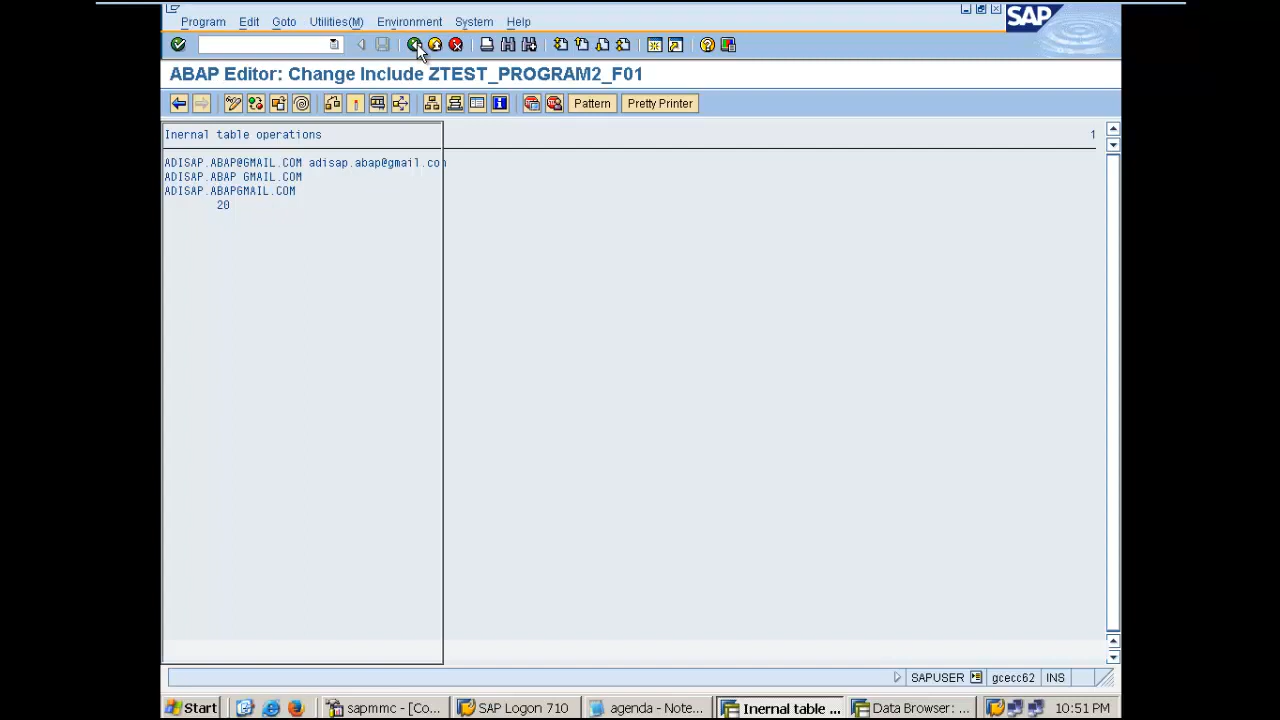 Program Edit Goto Utilities(M) Environment System Help
SAP
ABAP Editor: Change Include ZTEST_PROGRAM2_F01
Pattern Pretty Printer
Inernal table operations 1
ADISAP.ABAP@GMAIL.COM adisap.abap@gmail.com
ADISAP.ABAP GMAIL.COM
ADISAP.ABAPGMAIL.COM
20
SAPUSER gcecc62 INS
Start sapmmc - [Co... SAP Logon 710 agenda - Note... Inernal table ... Data Browser: ... 10:51 PM